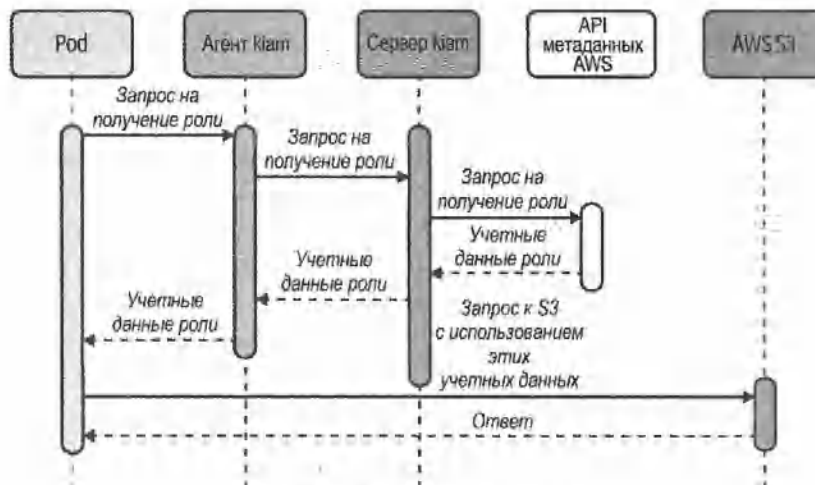 Pod
Агент kiam
Сервер kiam
API
метаданных
AWS
AWS S3
Запрос на
получение роли
Запрос на
получение роли
Запрос на
получение роли
Учетные
данные роли
Учетные
данные роли
Учетные
данные роли
Запрос к S3
с использованием
этих
учетных данных
Ответ